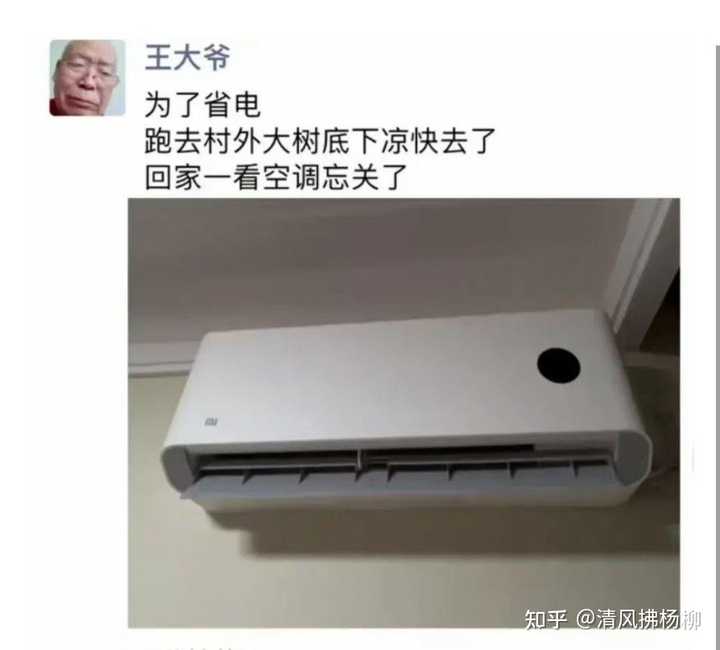 王大爷
为了省电
跑去村外大树底下凉快去了
回家一看空调忘关了
知乎 @清风拂杨柳